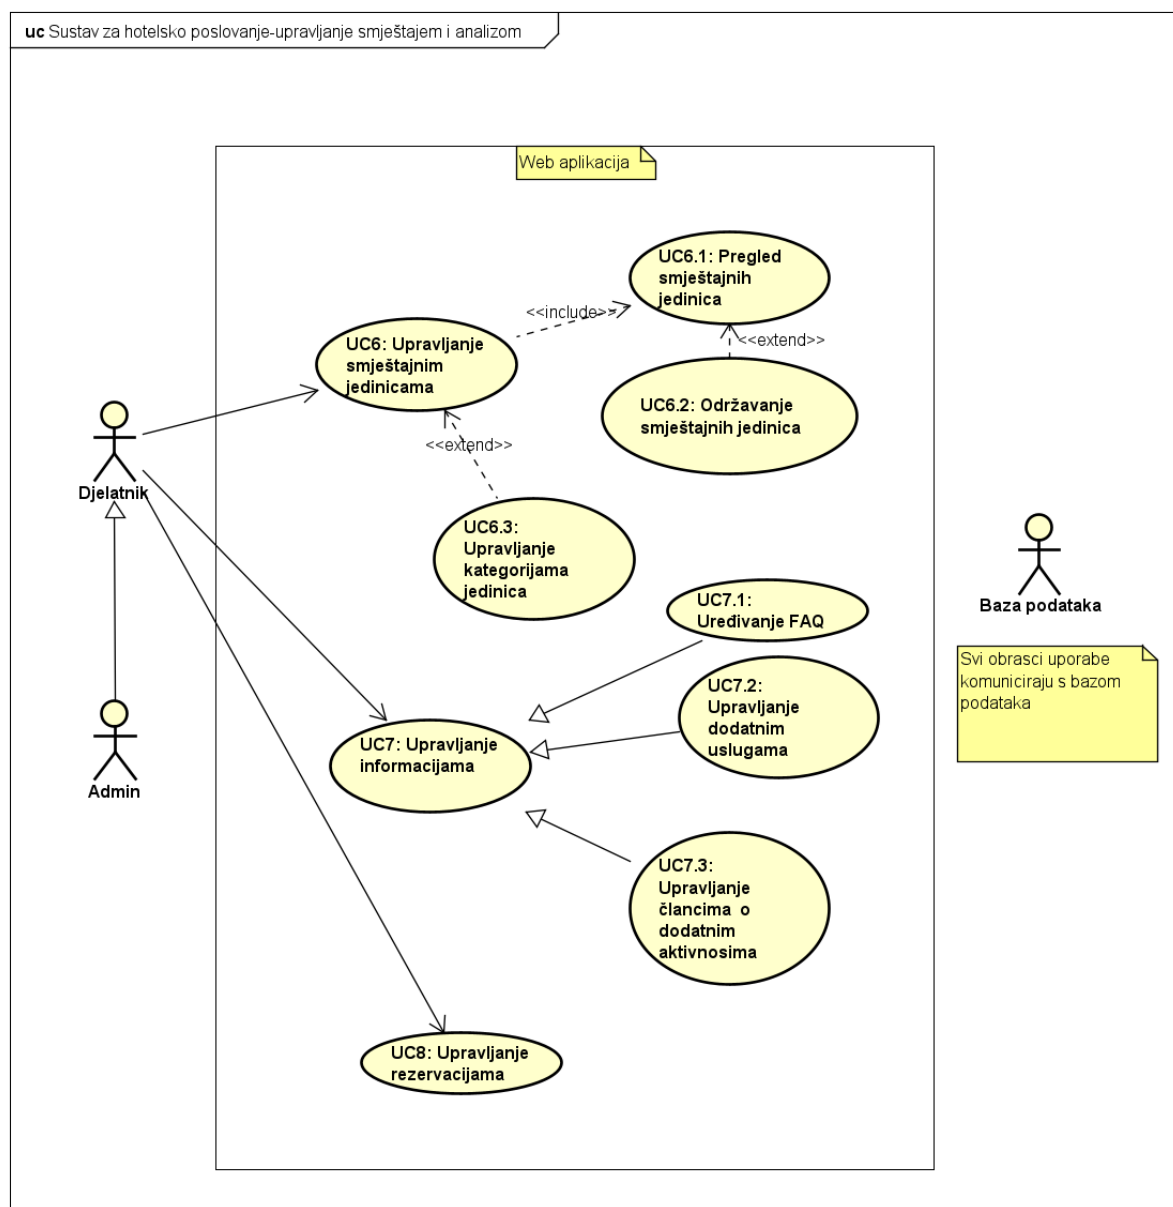 uc Sustav za hotelsko poslovanje-upravljanje smještajem i analizom
Web aplikacija
UC6.1: Pregled
smještajnih
jedinica
<<include>>
<<extend>>
UC6: Upravljanje
smještajnim
jedinicama
UC6.2: Održavanje
smještajnih jedinica
<<extend>>
Djelatnik
UC6.3:
Upravljanje
kategorijama
jedinica
UC7.1:
Uređivanje FAQ
Baza podataka
Svi obrasci uporabe
komuniciraju s bazom
podataka
UC7.2:
Upravljanje
dodatnim
uslugama
UC7: Upravljanje
informacijama
Admin
UC7.3:
Upravljanje
člancima o
dodatnim
aktivnosima
UC8: Upravljanje
rezervacijama